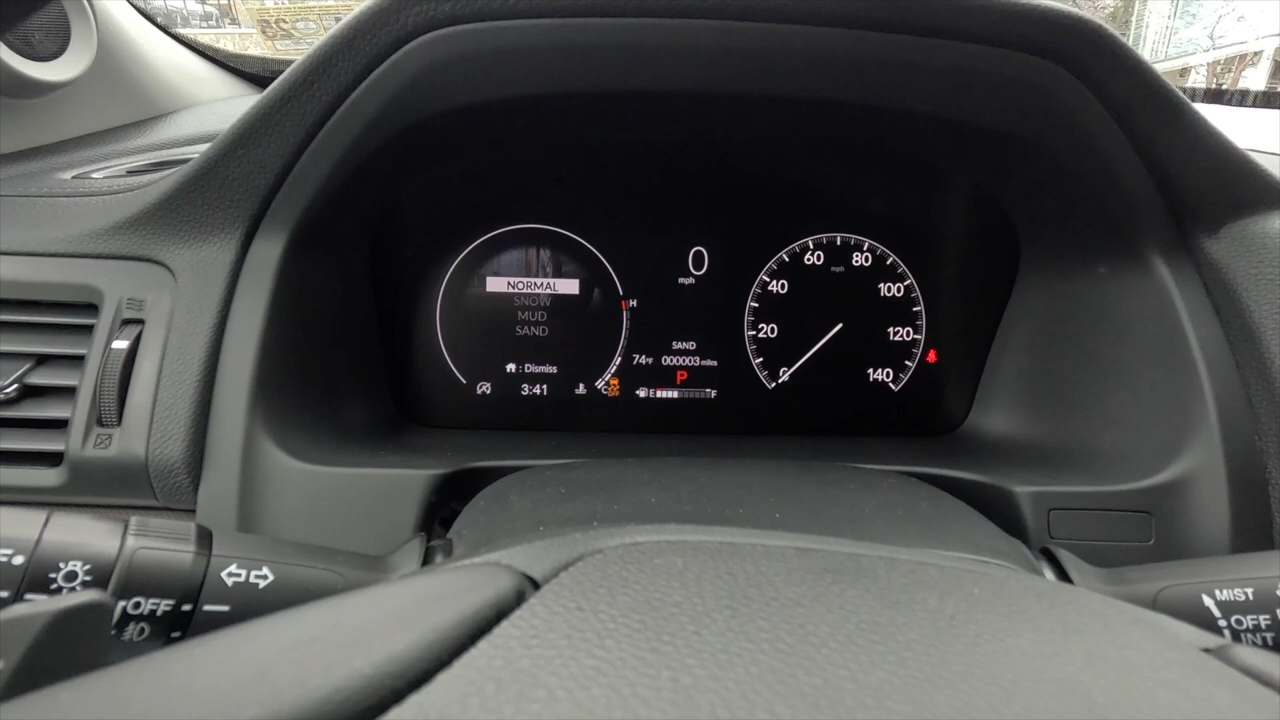 NORMAL
SNOW
MUD
SAND
: Dismiss
3:41
H
C
OFF
0
mph
SAND
74°F 000003 miles
P
E F
0
20
40
60
80
100
120
140
mph
OFF
MIST
OFF
INT